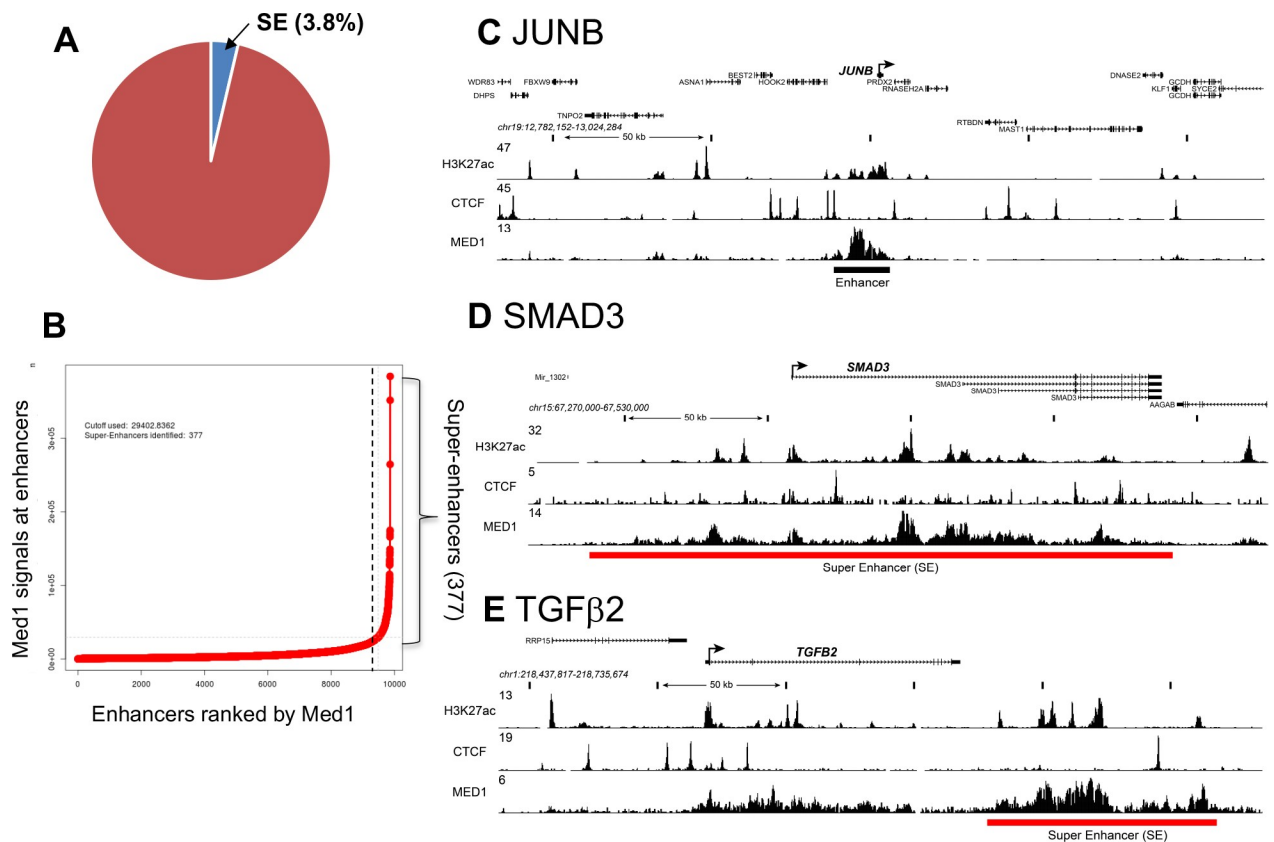 A
SE (3.8%)
B
Med1 signals at enhancers
Cutoff used: 29402.8362
Super-Enhancers identified: 377
0e+00
1e+05
2e+05
3e+05
0
2000
4000
6000
8000
10000
Enhancers ranked by Med1
Super-enhancers (377)
C JUNB
WDR83
FBXW9
ASNA1
BEST2
HOOK2
JUNB
PRDX2
DNASE2
GCDH
DHPS
RNASEH2A
KLF1
SYCE2
GCDH
TNPO2
RTBDN
MAST1
chr19:12,782,152-13,024,284
50 kb
47
H3K27ac
45
CTCF
13
MED1
Enhancer
D SMAD3
Mir_1302
SMAD3
SMAD3
SMAD3
SMAD3
AAGAB
chr15:67,270,000-67,530,000
50 kb
32
H3K27ac
5
CTCF
14
MED1
Super Enhancer (SE)
E TGFβ2
RRP15
TGFB2
chr1:218,437,817-218,735,674
50 kb
13
H3K27ac
19
CTCF
6
MED1
Super Enhancer (SE)